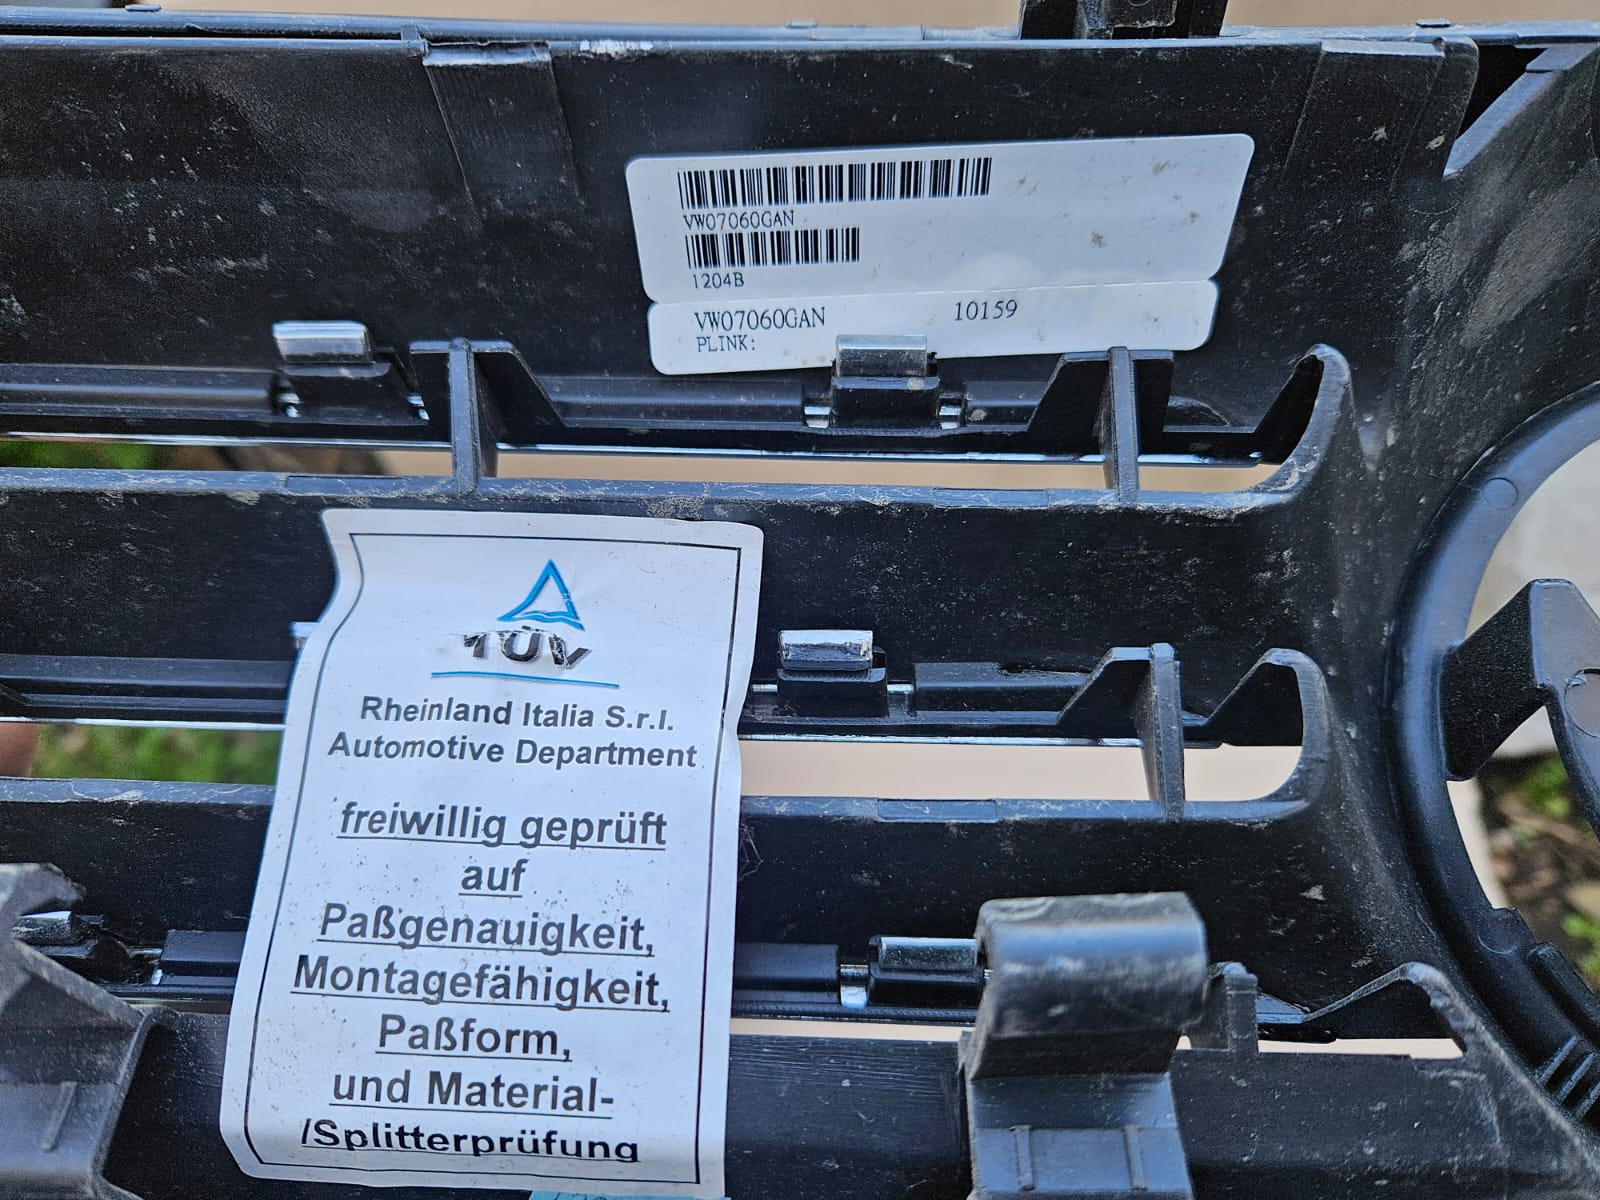 VW07060GAN
1204B
VW07060GAN 10159
PLINK:
TÜV
Rheinland Italia S.r.l.
Automotive Department
freiwillig geprüft
auf
Paßgenauigkeit,
Montagefähigkeit,
Paßform,
und Material-
/Splitterprüfung